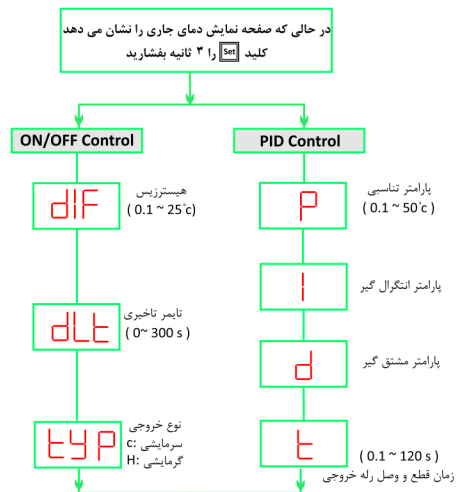 در حالی که صفحه نمایش دمای جاری را نشان می دهد
کلید Set را ۳ ثانیه بفشارید
ON/OFF Control
dIF
هیسترزیس
( 0.1 ~ 25°c)
dLt
تایمر تاخیری
( 0~ 300 s )
tyP
نوع خروجی
سرمایشی :c
گرمایشی :H
PID Control
P
پارامتر تناسبی
( 0.1 ~ 50°c )
I
پارامتر انتگرال گیر
d
پارامتر مشتق گیر
t
( 0.1 ~ 120 s )
زمان قطع و وصل رله خروجی